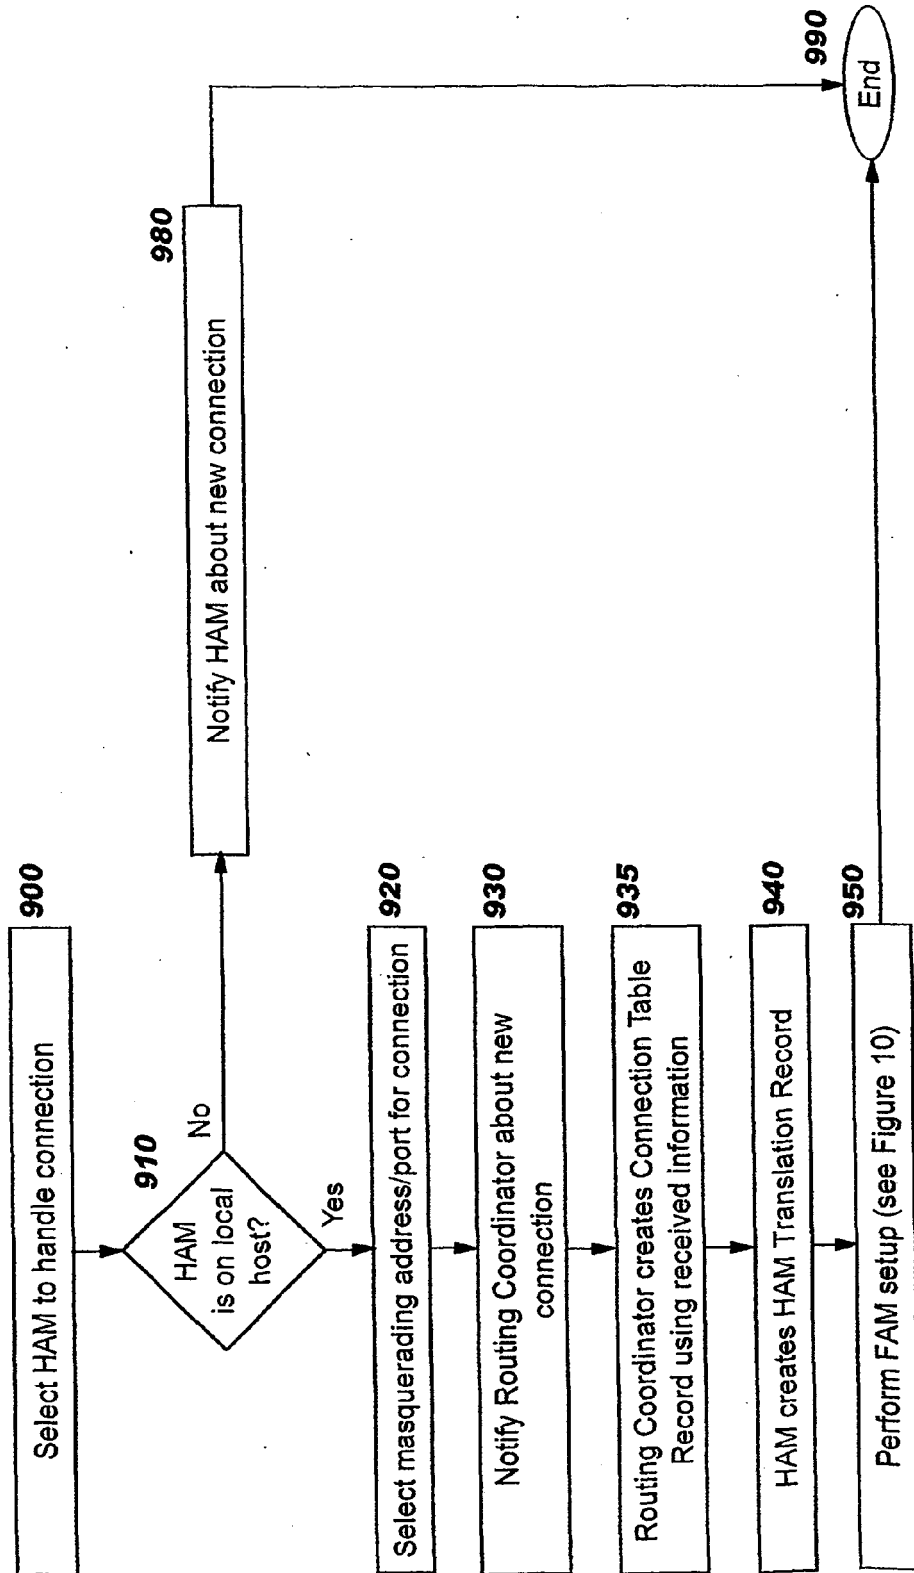 900
Select HAM to handle connection
910
HAM
is on local
host?
No
Yes
980
Notify HAM about new connection
920
Select masquerading address/port for connection
930
Notify Routing Coordinator about new
connection
935
Routing Coordinator creates Connection Table
Record using received information
940
HAM creates HAM Translation Record
950
Perform FAM setup (see Figure 10)
990
End